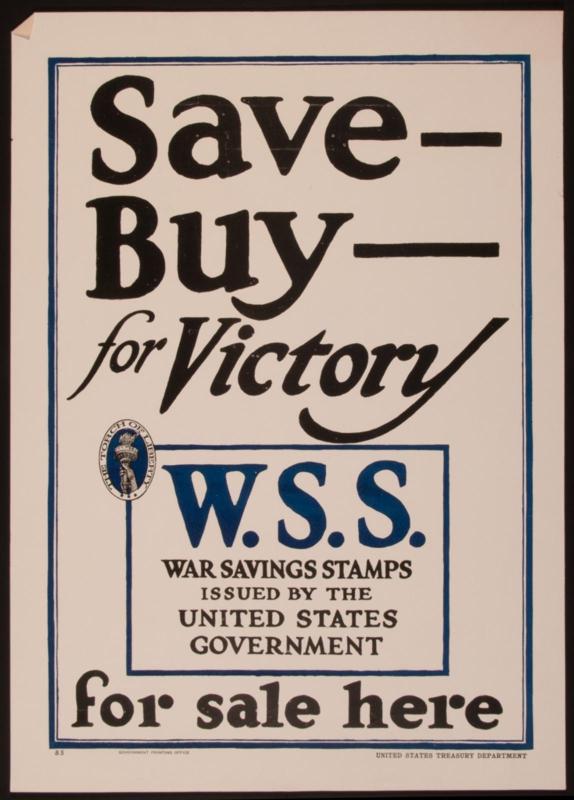 Save—
Buy—
for Victory
THE TORCH OF LIBERTY
W.S.S.
WAR SAVINGS STAMPS
ISSUED BY THE
UNITED STATES
GOVERNMENT
for sale here
83
GOVERNMENT PRINTING OFFICE
UNITED STATES TREASURY DEPARTMENT